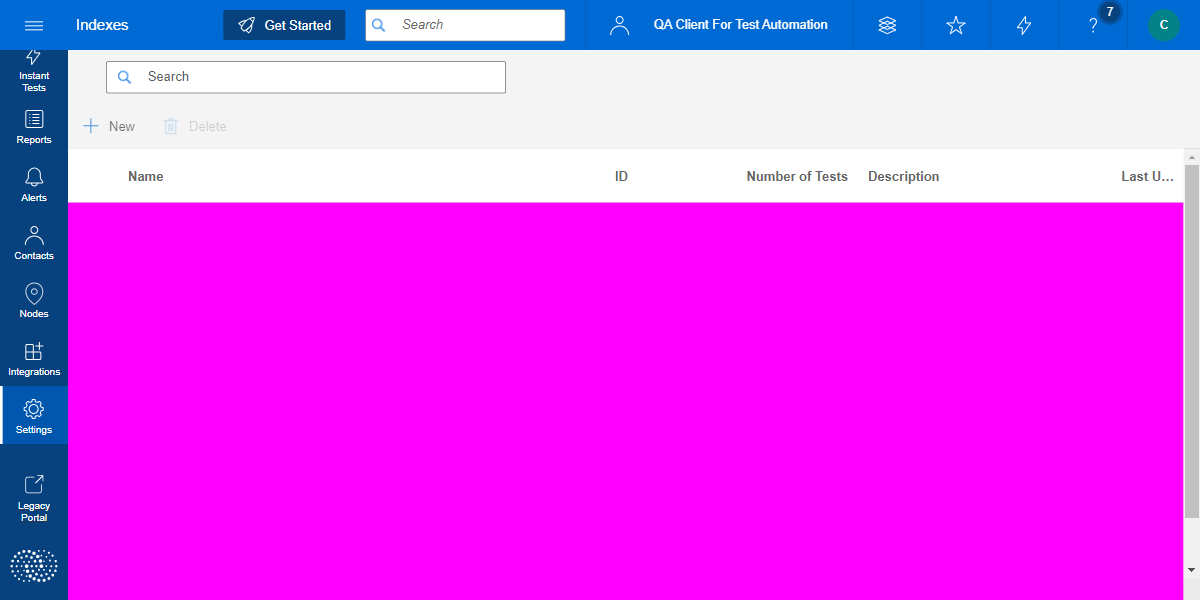 Indexes
Get Started
Search
QA Client For Test Automation
?
7
C
Instant
Tests
Reports
Alerts
Contacts
Nodes
Integrations
Settings
Legacy
Portal
Search
New
Delete
Name
ID
Number of Tests
Description
Last U...